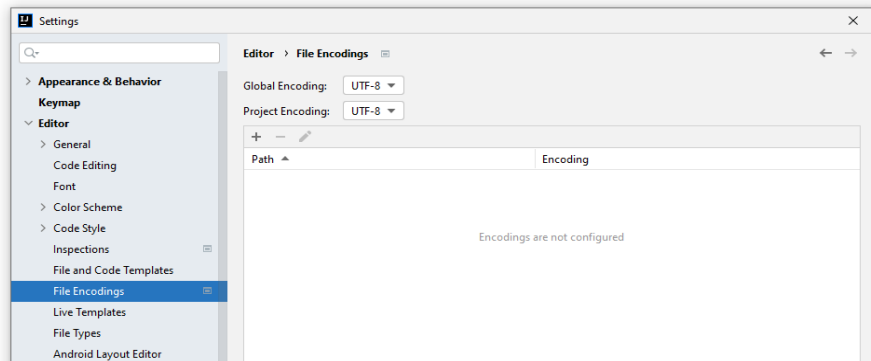 Settings
Editor › File Encodings
Appearance & Behavior
Keymap
Editor
General
Code Editing
Font
Color Scheme
Code Style
Inspections
File and Code Templates
File Encodings
Live Templates
File Types
Android Layout Editor
Global Encoding: UTF-8
Project Encoding: UTF-8
Path Encoding
Encodings are not configured